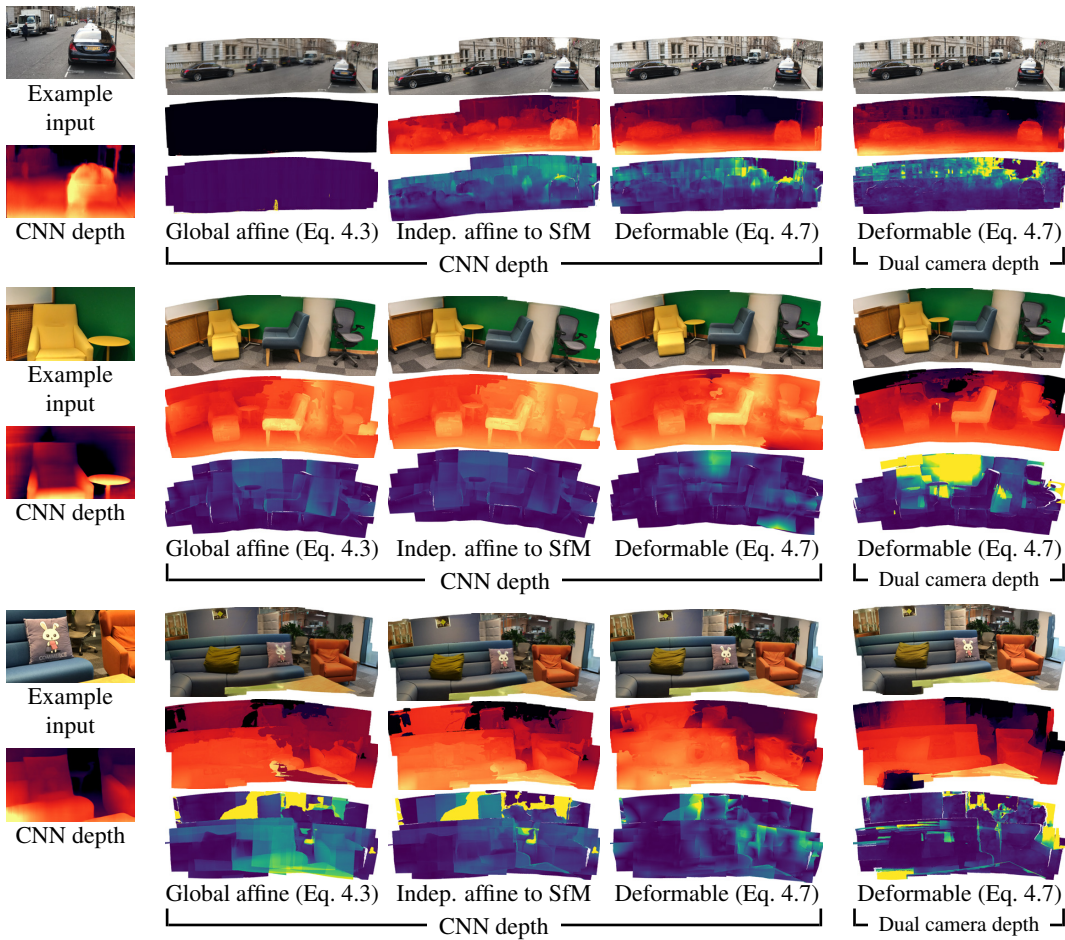 Example
input
CNN depth
Global affine (Eq. 4.3) Indep. affine to SfM Deformable (Eq. 4.7) Deformable (Eq. 4.7)
CNN depth Dual camera depth
Example
input
CNN depth
Global affine (Eq. 4.3) Indep. affine to SfM Deformable (Eq. 4.7) Deformable (Eq. 4.7)
CNN depth Dual camera depth
Example
input
CNN depth
Global affine (Eq. 4.3) Indep. affine to SfM Deformable (Eq. 4.7) Deformable (Eq. 4.7)
CNN depth Dual camera depth